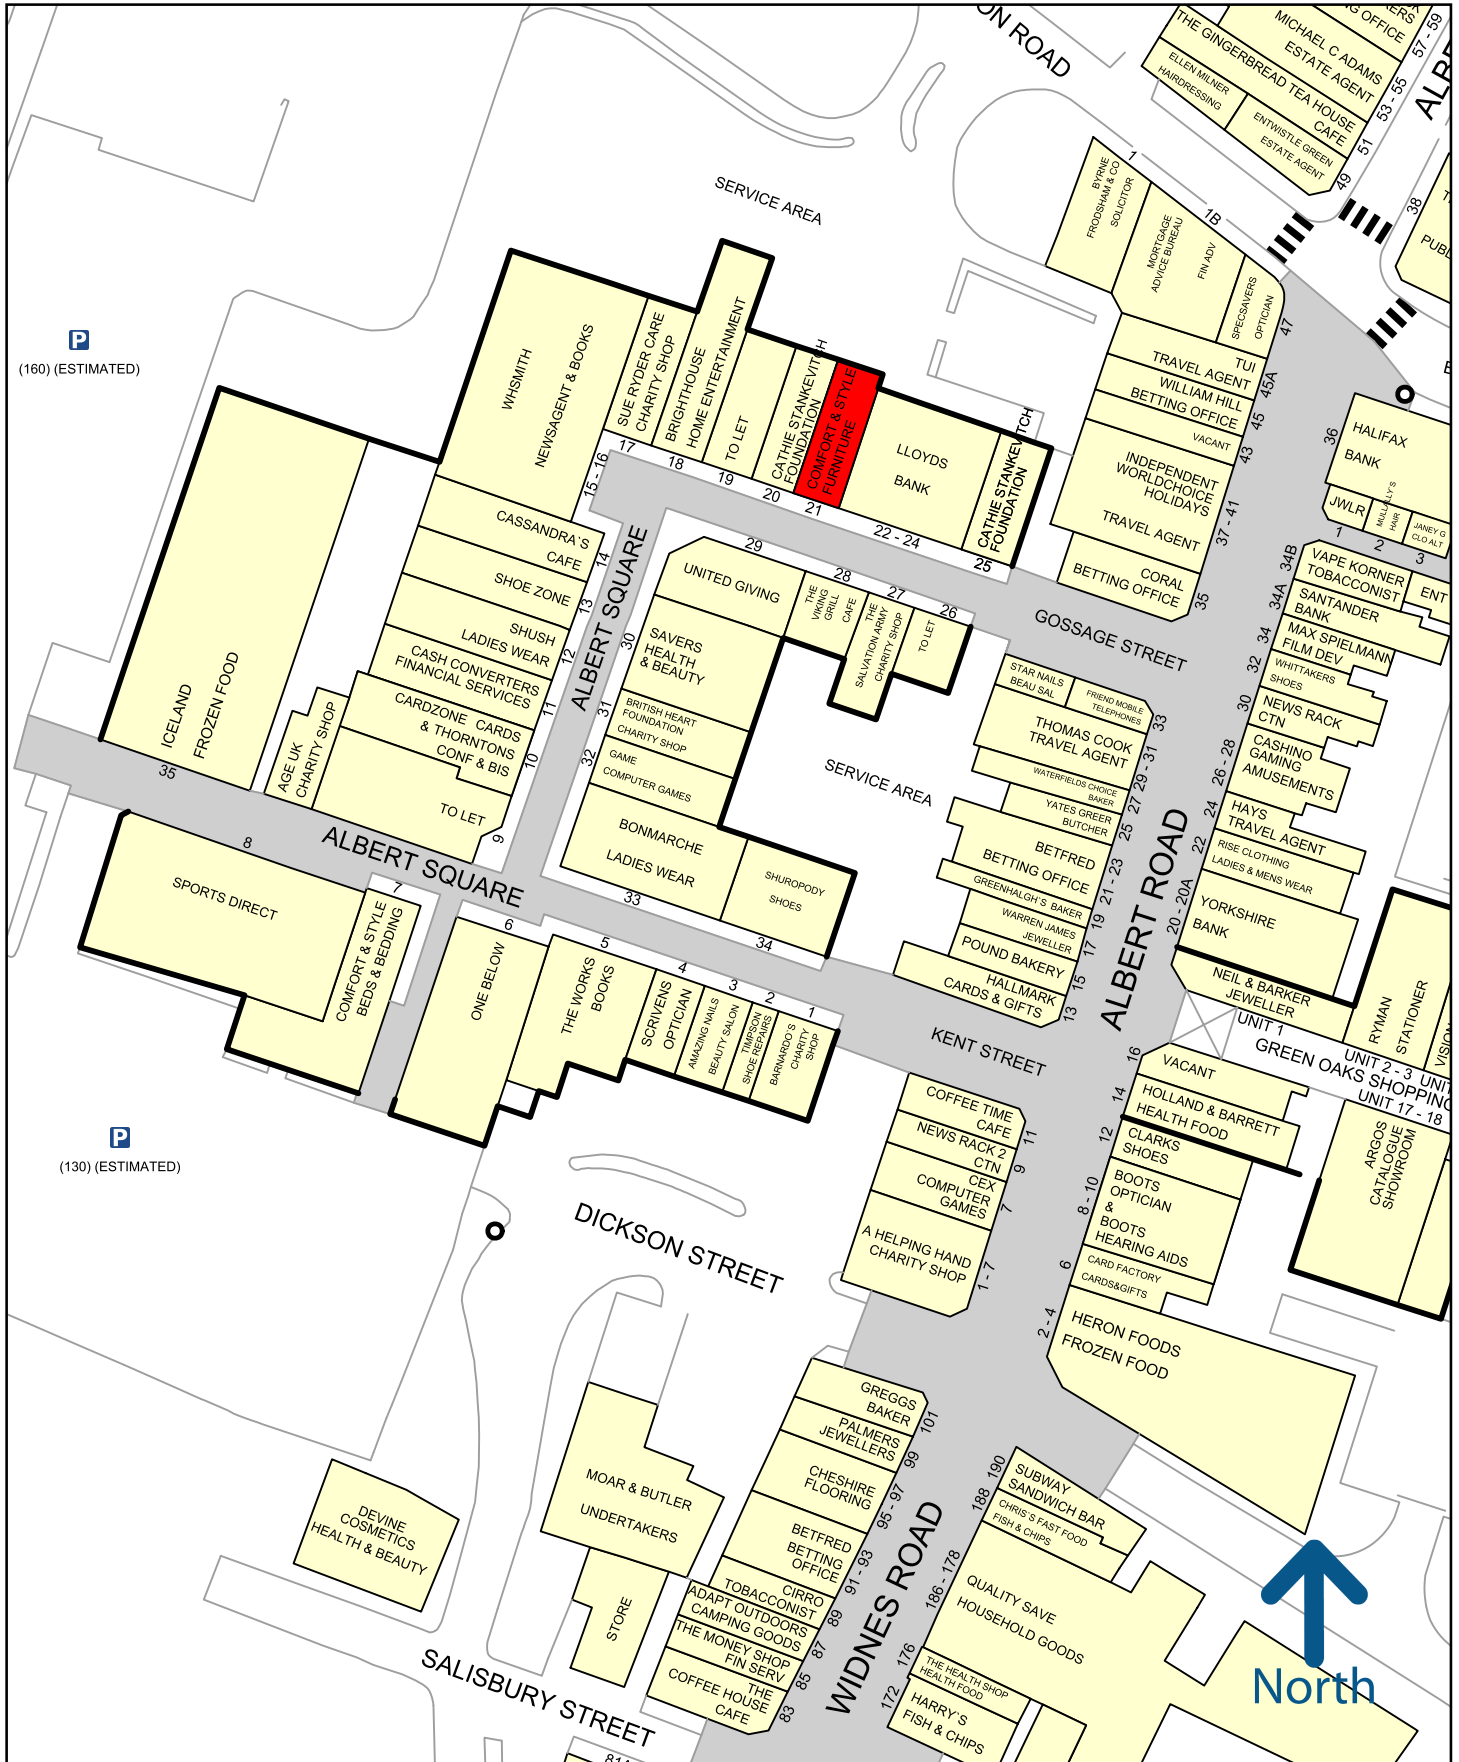 ON ROAD
G OFFICE
57 - 59
MICHAEL C ADAMS
ESTATE AGENT
53 - 55
THE GINGERBREAD TEA HOUSE
CAFE
51
ELLEN MILNER
HAIRDRESSING
ENTWISTLE GREEN
ESTATE AGENT
49
38
SERVICE AREA
1
BYRNE
FRODSHAM & CO
SOLICITOR
1B
MORTGAGE
ADVICE BUREAU
FIN ADV
SPECSAVERS
OPTICIAN
47
P
(160) (ESTIMATED)
WHSMITH
NEWSAGENT & BOOKS
15 - 16
SUE RYDER CARE
CHARITY SHOP
17
BRIGHTHOUSE
HOME ENTERTAINMENT
18
TO LET
19
CATHIE STANKEVITCH
FOUNDATION
20
COMFORT & STYLE
FURNITURE
21
LLOYDS
BANK
22 - 24
CATHIE STANKEVITCH
FOUNDATION
25
TUI
TRAVEL AGENT
45A
WILLIAM HILL
BETTING OFFICE
45
VACANT
43
INDEPENDENT
WORLDCHOICE
HOLIDAYS
TRAVEL AGENT
37 - 41
CORAL
BETTING OFFICE
35
36
HALIFAX
BANK
JWLR
MULLALLY'S
HAIR
JANEY G
CLO ALT
1
2
3
CASSANDRA`S
CAFE
14
SHOE ZONE
13
SHUSH
LADIES WEAR
12
CASH CONVERTERS
FINANCIAL SERVICES
11
CARDZONE CARDS
& THORNTONS
CONF & BIS
10
TO LET
9
ALBERT SQUARE
29
UNITED GIVING
28
THE
VIKING
GRILL
CAFE
27
THE
SALVATION ARMY
CHARITY SHOP
26
TO LET
30
SAVERS
HEALTH
& BEAUTY
31
BRITISH HEART
FOUNDATION
CHARITY SHOP
32
GAME
COMPUTER GAMES
BONMARCHE
LADIES WEAR
33
SHUROPODY
SHOES
34
SERVICE AREA
GOSSAGE STREET
34B
VAPE KORNER
TOBACCONIST
ENT
34A
SANTANDER
BANK
34
MAX SPIELMANN
FILM DEV
32
WHITTAKERS
SHOES
30
NEWS RACK
CTN
26 - 28
CASHINO
GAMING
AMUSEMENTS
24
HAYS
TRAVEL AGENT
22
RISE CLOTHING
LADIES & MENS WEAR
20 - 20A
YORKSHIRE
BANK
STAR NAILS
BEAU SAL
FRIEND MOBILE
TELEPHONES
33
THOMAS COOK
TRAVEL AGENT
29 - 31
WATERFIELDS CHOICE
BAKER
27
YATES GREER
BUTCHER
25
BETFRED
BETTING OFFICE
21 - 23
GREENHALGH`S BAKER
19
WARREN JAMES
JEWELLER
17
POUND BAKERY
15
HALLMARK
CARDS & GIFTS
13
ALBERT ROAD
ICELAND
FROZEN FOOD
35
AGE UK
CHARITY SHOP
ALBERT SQUARE
8
SPORTS DIRECT
7
COMFORT & STYLE
BEDS & BEDDING
6
ONE BELOW
5
THE WORKS
BOOKS
4
SCRIVENS
OPTICIAN
3
AMAZING NAILS
BEAUTY SALON
2
TIMPSON
SHOE REPAIRS
1
BARNARDO`S
CHARITY
SHOP
KENT STREET
NEIL & BARKER
JEWELLER
UNIT 1
RYMAN
STATIONER
VISION
UNIT 2 - 3
UNIT
GREEN OAKS SHOPPING
UNIT 17 - 18
ARGOS
CATALOGUE
SHOWROOM
16
VACANT
14
HOLLAND & BARRETT
HEALTH FOOD
12
CLARKS
SHOES
8 - 10
BOOTS
OPTICIAN
&
BOOTS
HEARING AIDS
6
CARD FACTORY
CARDS&GIFTS
2 - 4
HERON FOODS
FROZEN FOOD
COFFEE TIME
CAFE
11
NEWS RACK 2
CTN
9
CEX
COMPUTER
GAMES
7
A HELPING HAND
CHARITY SHOP
1 - 7
P
(130) (ESTIMATED)
DICKSON STREET
GREGGS
BAKER
101
PALMERS
JEWELLERS
99
CHESHIRE
FLOORING
95 - 97
BETFRED
BETTING
OFFICE
91 - 93
CIRRO
TOBACCONIST
89
ADAPT OUTDOORS
CAMPING GOODS
87
THE MONEY SHOP
FIN SERV
85
THE
COFFEE HOUSE
CAFE
83
MOAR & BUTLER
UNDERTAKERS
STORE
DEVINE
COSMETICS
HEALTH & BEAUTY
WIDNES ROAD
190
SUBWAY
SANDWICH BAR
188
CHRIS`S FAST FOOD
FISH & CHIPS
186 - 178
QUALITY SAVE
HOUSEHOLD GOODS
176
THE HEALTH SHOP
HEALTH FOOD
172
HARRY`S
FISH & CHIPS
SALISBURY STREET
North